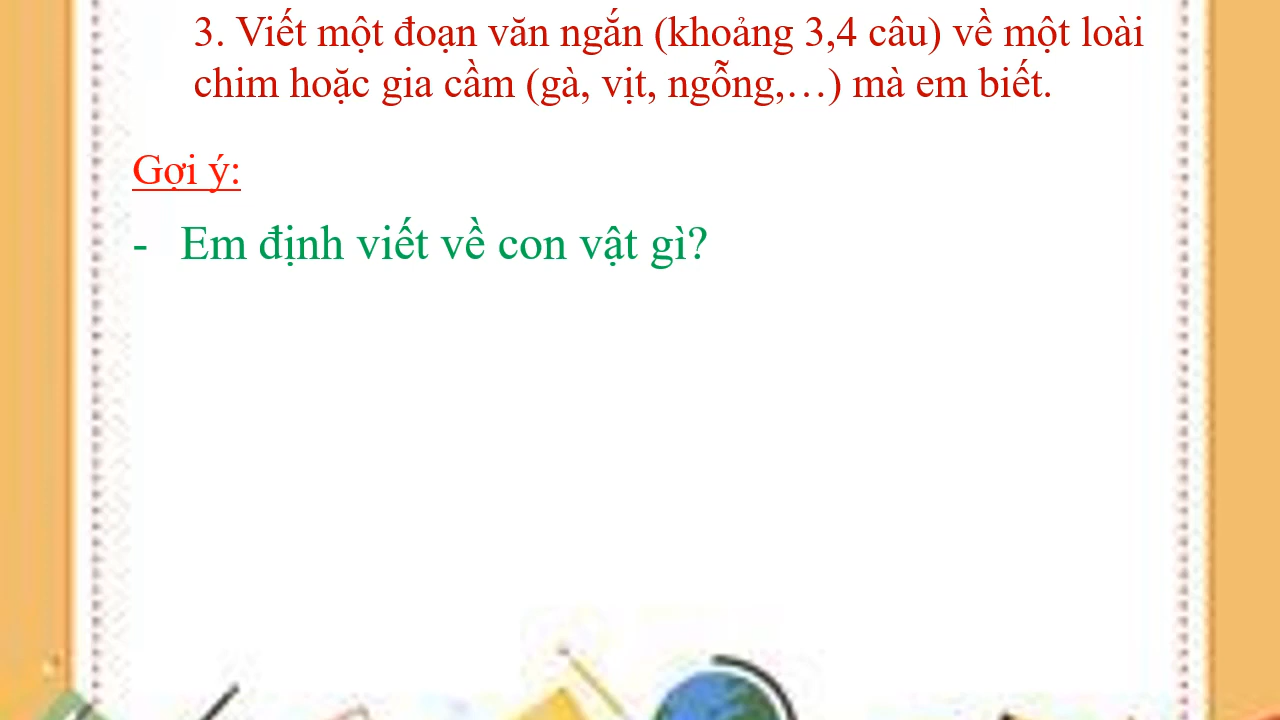 3. Viết một đoạn văn ngắn (khoảng 3,4 câu) về một loài
chim hoặc gia cầm (gà, vịt, ngỗng,…) mà em biết.
Gợi ý:
- Em định viết về con vật gì?